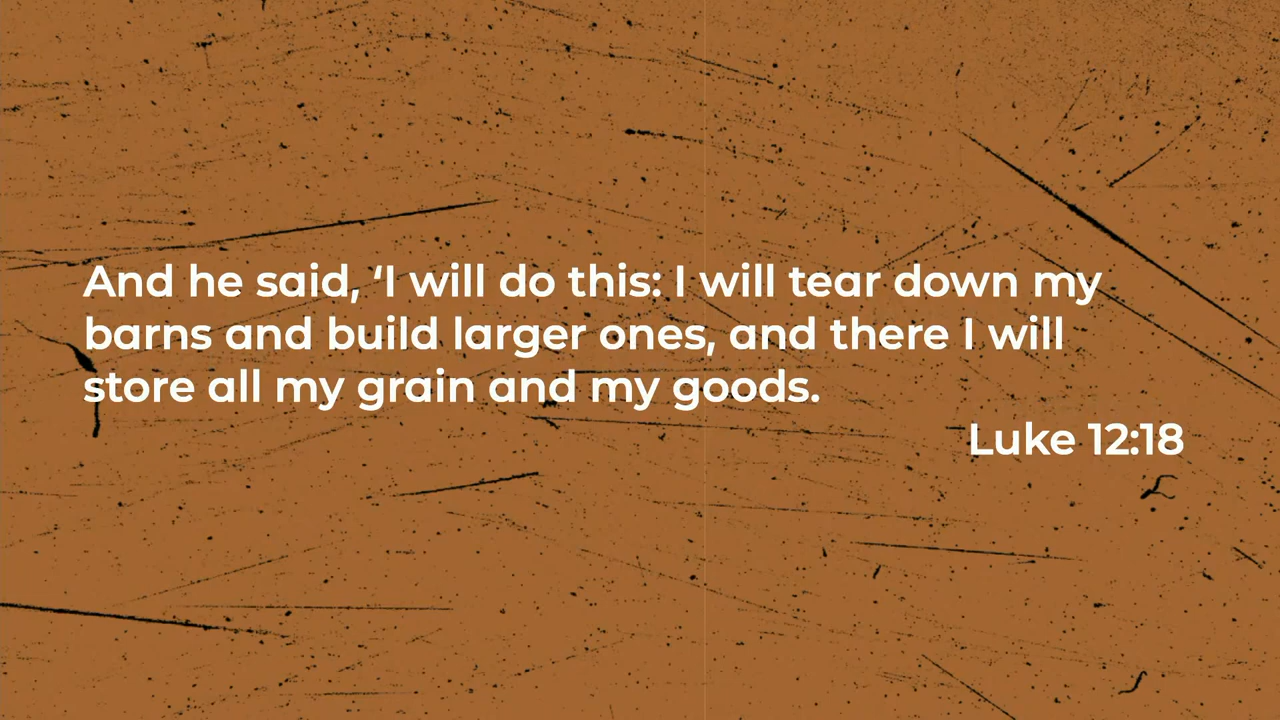 And he said, ‘I will do this: I will tear down my
barns and build larger ones, and there I will
store all my grain and my goods.
Luke 12:18